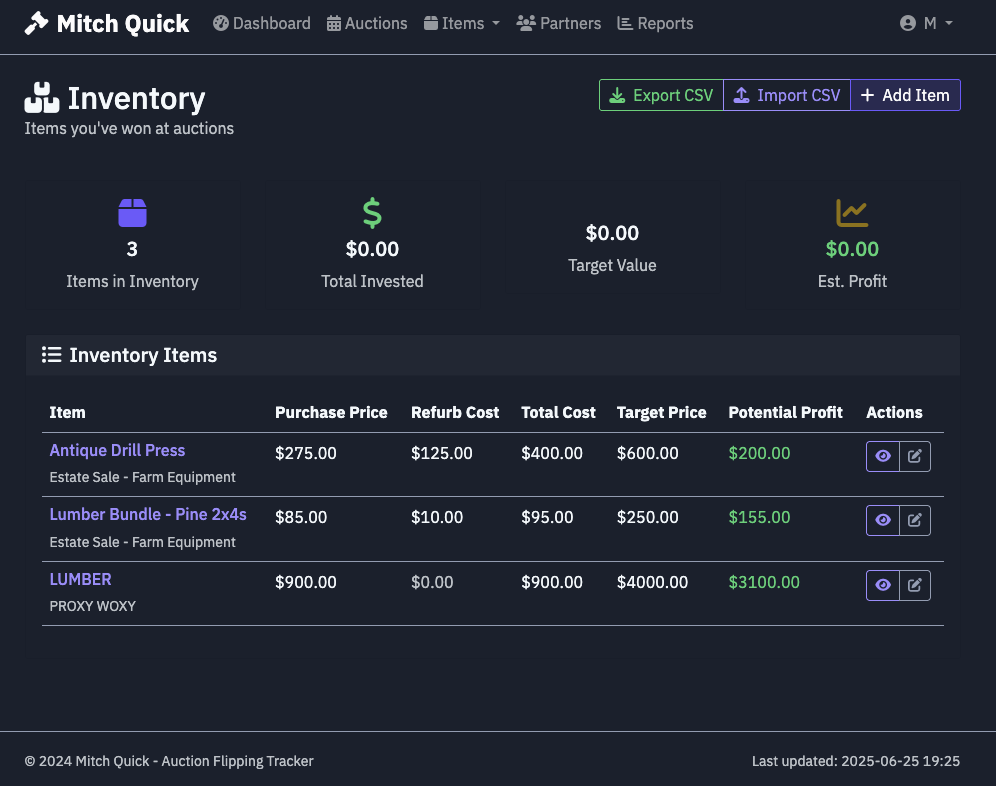 Mitch Quick Dashboard Auctions Items Partners Reports M
Inventory
Items you've won at auctions
Export CSV Import CSV + Add Item
3 $0.00 $0.00 $0.00
Items in Inventory Total Invested Target Value Est. Profit
Inventory Items
Item Purchase Price Refurb Cost Total Cost Target Price Potential Profit Actions
Antique Drill Press $275.00 $125.00 $400.00 $600.00 $200.00
Estate Sale - Farm Equipment
Lumber Bundle - Pine 2x4s $85.00 $10.00 $95.00 $250.00 $155.00
Estate Sale - Farm Equipment
LUMBER $900.00 $0.00 $900.00 $4000.00 $3100.00
PROXY WOXY
© 2024 Mitch Quick - Auction Flipping Tracker Last updated: 2025-06-25 19:25